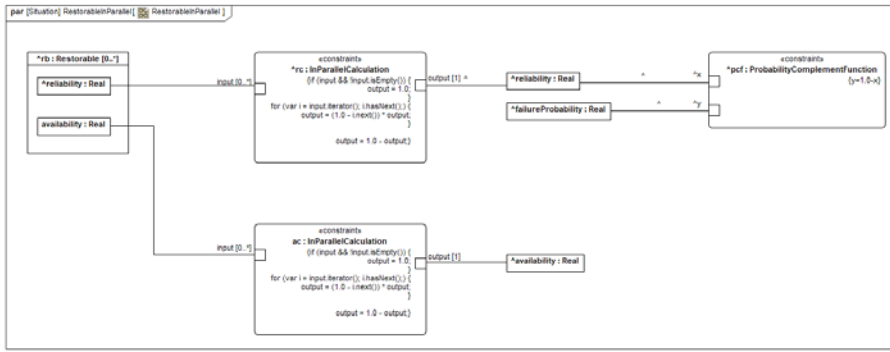 par [Situation] RestorableInParallel[ RestorableInParallel ]
^rb : Restorable [0..*]
^reliability : Real
availability : Real
input [0..*]
«constraint»
^rc : InParallelCalculation
{if (input && !input.isEmpty()) {
output = 1.0;
}
for (var i = input.iterator(); i.hasNext();) {
output = (1.0 - i.next()) * output;
}
output = 1.0 - output;}
output [1] ^
^reliability : Real
^failureProbability : Real
^
^x
^
^y
«constraint»
^pcf : ProbabilityComplementFunction
{y=1.0-x}
input [0..*]
«constraint»
ac : InParallelCalculation
{if (input && !input.isEmpty()) {
output = 1.0;
}
for (var i = input.iterator(); i.hasNext();) {
output = (1.0 - i.next()) * output;
}
output = 1.0 - output;}
output [1]
^availability : Real